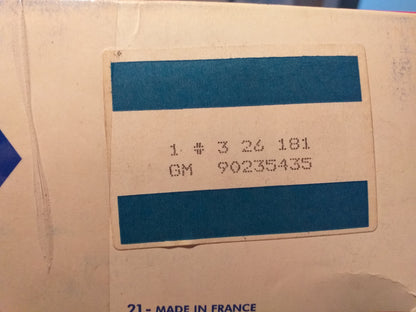 1 # 3 26 181
GM 90235435
21- MADE IN FRANCE